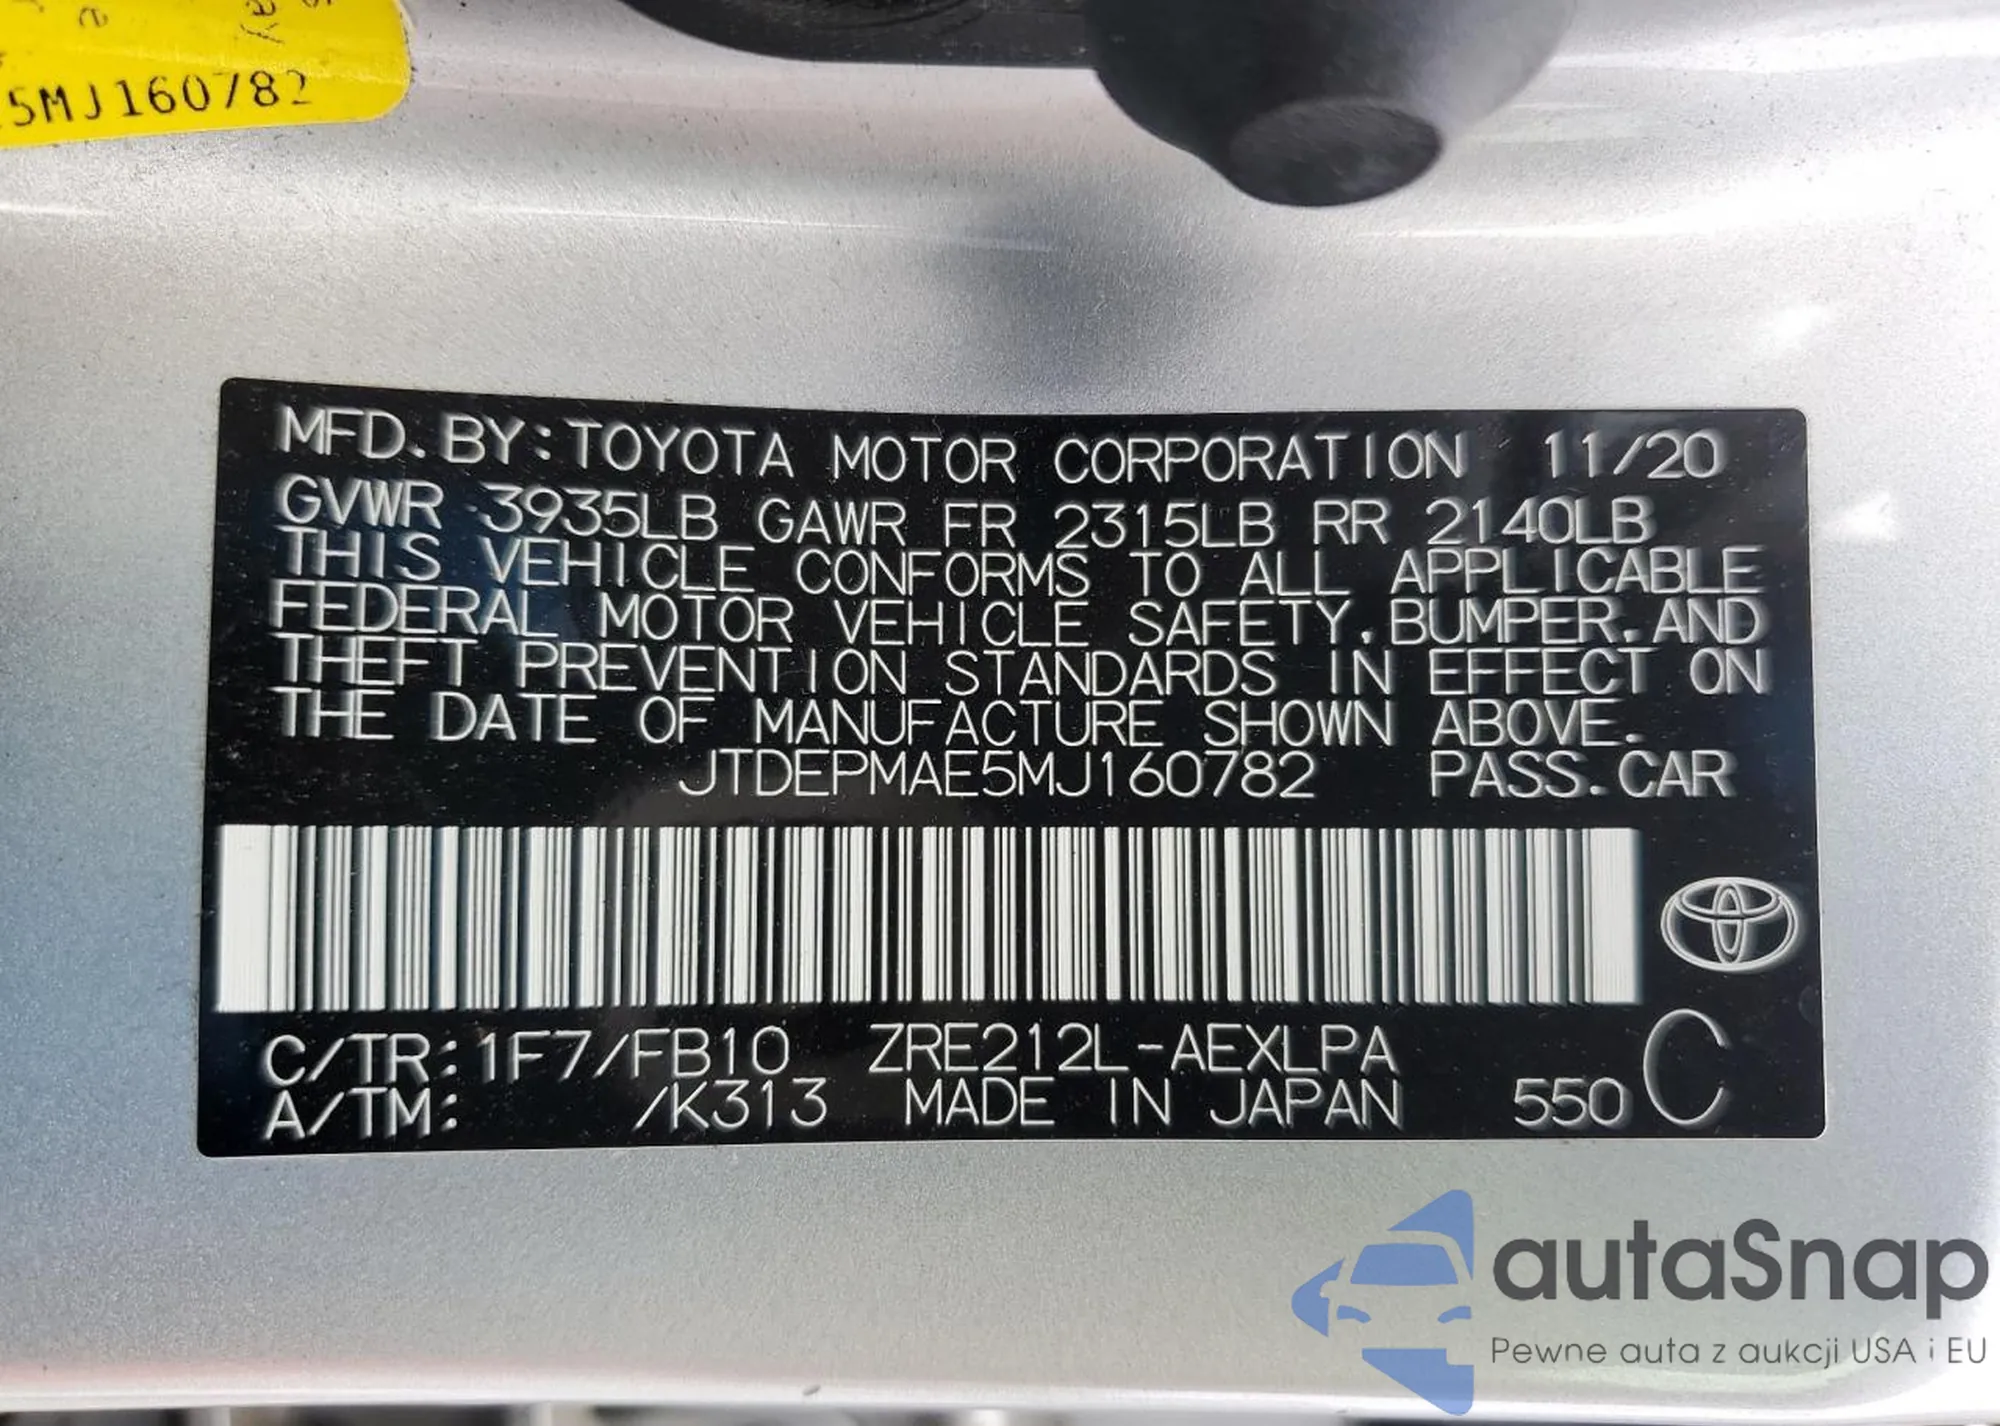 5MJ160782
MFD. BY: TOYOTA MOTOR CORPORATION 11/20
GVWR 3935LB GAWR FR 2315LB RR 2140LB
THIS VEHICLE CONFORMS TO ALL APPLICABLE
FEDERAL MOTOR VEHICLE SAFETY, BUMPER, AND
THEFT PREVENTION STANDARDS IN EFFECT ON
THE DATE OF MANUFACTURE SHOWN ABOVE.
JTDEPMAE5MJ160782 PASS. CAR
C/TR: 1F7/FB10 ZRE212L-AEXLPA C
A/TM: /K313 MADE IN JAPAN 550
autaSnap
Pewne auta z aukcji USA i EU